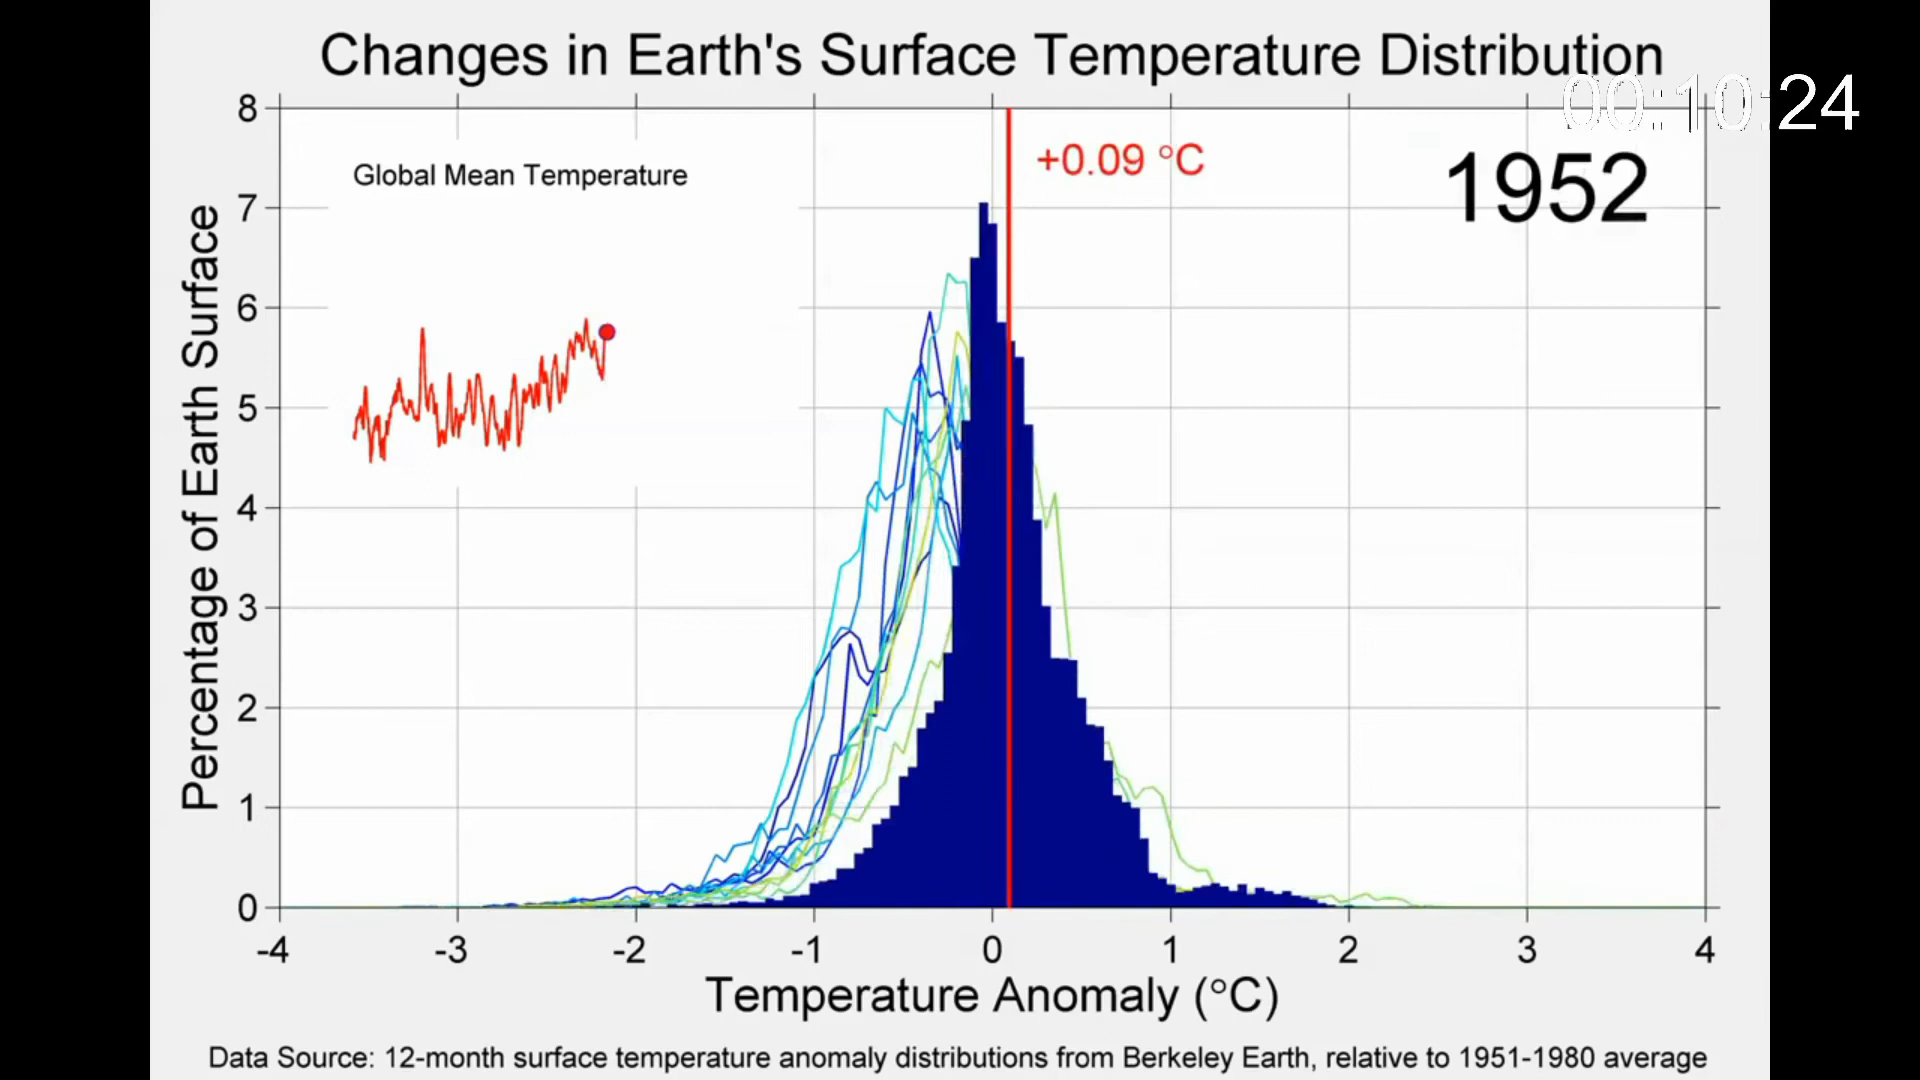 Changes in Earth's Surface Temperature Distribution
00:10:24
8
+0.09 °C
1952
Global Mean Temperature
7
6
5
4
3
2
1
0
Percentage of Earth Surface
-4 -3 -2 -1 0 1 2 3 4
Temperature Anomaly (°C)
Data Source: 12-month surface temperature anomaly distributions from Berkeley Earth, relative to 1951-1980 average